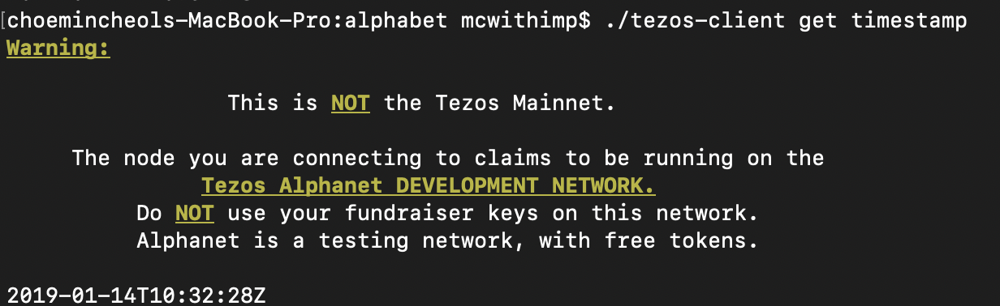 [choemincheols-MacBook-Pro:alphabet mcwithimp$ ./tezos-client get timestamp
Warning:
This is NOT the Tezos Mainnet.
The node you are connecting to claims to be running on the
Tezos Alphanet DEVELOPMENT NETWORK.
Do NOT use your fundraiser keys on this network.
Alphanet is a testing network, with free tokens.
2019-01-14T10:32:28Z